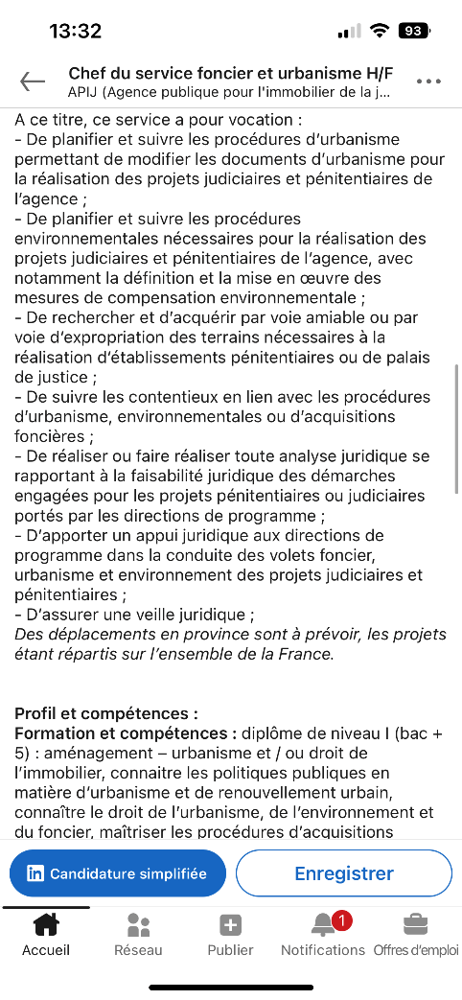 13:32
93
Chef du service foncier et urbanisme H/F
APIJ (Agence publique pour l'immobilier de la j...
A ce titre, ce service a pour vocation :
- De planifier et suivre les procédures d’urbanisme
permettant de modifier les documents d’urbanisme pour
la réalisation des projets judiciaires et pénitentiaires de
l’agence ;
- De planifier et suivre les procédures
environnementales nécessaires pour la réalisation des
projets judiciaires et pénitentiaires de l’agence, avec
notamment la définition et la mise en œuvre des
mesures de compensation environnementale ;
- De rechercher et d’acquérir par voie amiable ou par
voie d’expropriation des terrains nécessaires à la
réalisation d’établissements pénitentiaires ou de palais
de justice ;
- De suivre les contentieux en lien avec les procédures
d’urbanisme, environnementales ou d’acquisitions
foncières ;
- De réaliser ou faire réaliser toute analyse juridique se
rapportant à la faisabilité juridique des démarches
engagées pour les projets pénitentiaires ou judiciaires
portés par les directions de programme ;
- D’apporter un appui juridique aux directions de
programme dans la conduite des volets foncier,
urbanisme et environnement des projets judiciaires et
pénitentiaires ;
- D’assurer une veille juridique ;
Des déplacements en province sont à prévoir, les projets
étant répartis sur l’ensemble de la France.
Profil et compétences :
Formation et compétences : diplôme de niveau I (bac +
5) : aménagement – urbanisme et / ou droit de
l’immobilier, connaitre les politiques publiques en
matière d’urbanisme et de renouvellement urbain,
connaître le droit de l’urbanisme, de l’environnement et
du foncier, maîtriser les procédures d’acquisitions
in Candidature simplifiée
Enregistrer
1
Accueil
Réseau
Publier
Notifications
Offres d’emploi